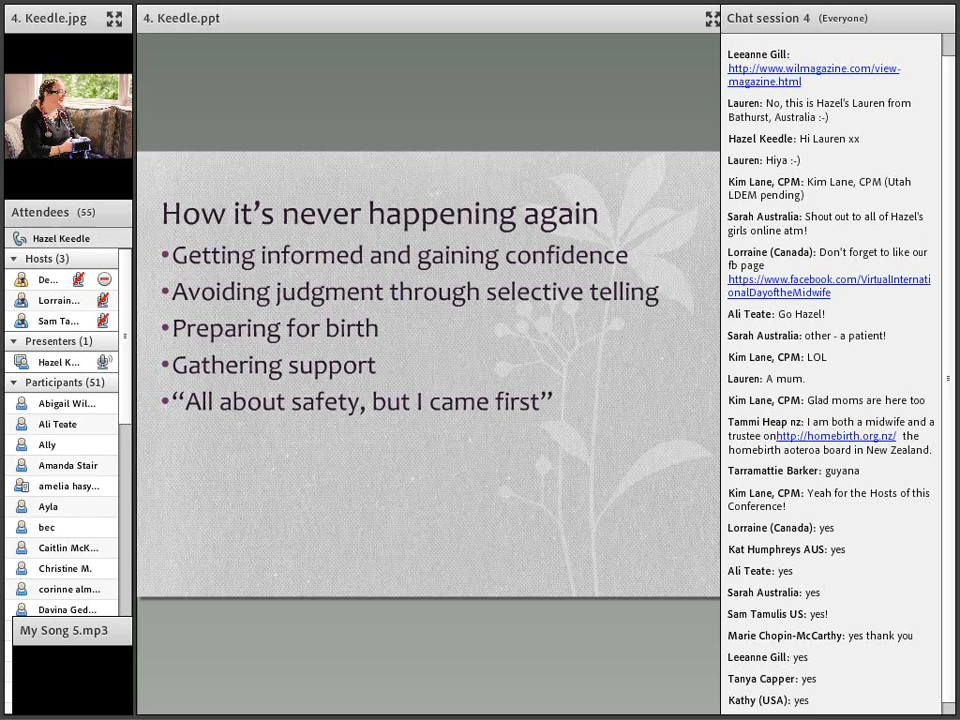 4. Keedle.jpg
Attendees (55)
Hazel Keedle
Hosts (3)
De...
Lorrain...
Sam Ta...
Presenters (1)
Hazel K...
Participants (51)
Abigail Wil...
Ali Teate
Ally
Amanda Stair
amelia hasy...
Ayla
bec
Caitlin McK...
Christine M.
corinne alm...
Davina Ged...
My Song 5.mp3
4. Keedle.ppt
How it's never happening again
•Getting informed and gaining confidence
•Avoiding judgment through selective telling
•Preparing for birth
•Gathering support
•“All about safety, but I came first”
Chat session 4 (Everyone)
Leeanne Gill:
http://www.wilmagazine.com/view-
magazine.html
Lauren: No, this is Hazel's Lauren from
Bathurst, Australia :-)
Hazel Keedle: Hi Lauren xx
Lauren: Hiya :-)
Kim Lane, CPM: Kim Lane, CPM (Utah
LDEM pending)
Sarah Australia: Shout out to all of Hazel's
girls online atm!
Lorraine (Canada): Don't forget to like our
fb page
https://www.facebook.com/VirtualInternati
onalDayoftheMidwife
Ali Teate: Go Hazel!
Sarah Australia: other - a patient!
Kim Lane, CPM: LOL
Lauren: A mum.
Kim Lane, CPM: Glad moms are here too
Tammi Heap nz: I am both a midwife and a
trustee onhttp://homebirth.org.nz/ the
homebirth aoteroa board in New Zealand.
Tarramattie Barker: guyana
Kim Lane, CPM: Yeah for the Hosts of this
Conference!
Lorraine (Canada): yes
Kat Humphreys AUS: yes
Ali Teate: yes
Sarah Australia: yes
Sam Tamulis US: yes!
Marie Chopin-McCarthy: yes thank you
Leeanne Gill: yes
Tanya Capper: yes
Kathy (USA): yes